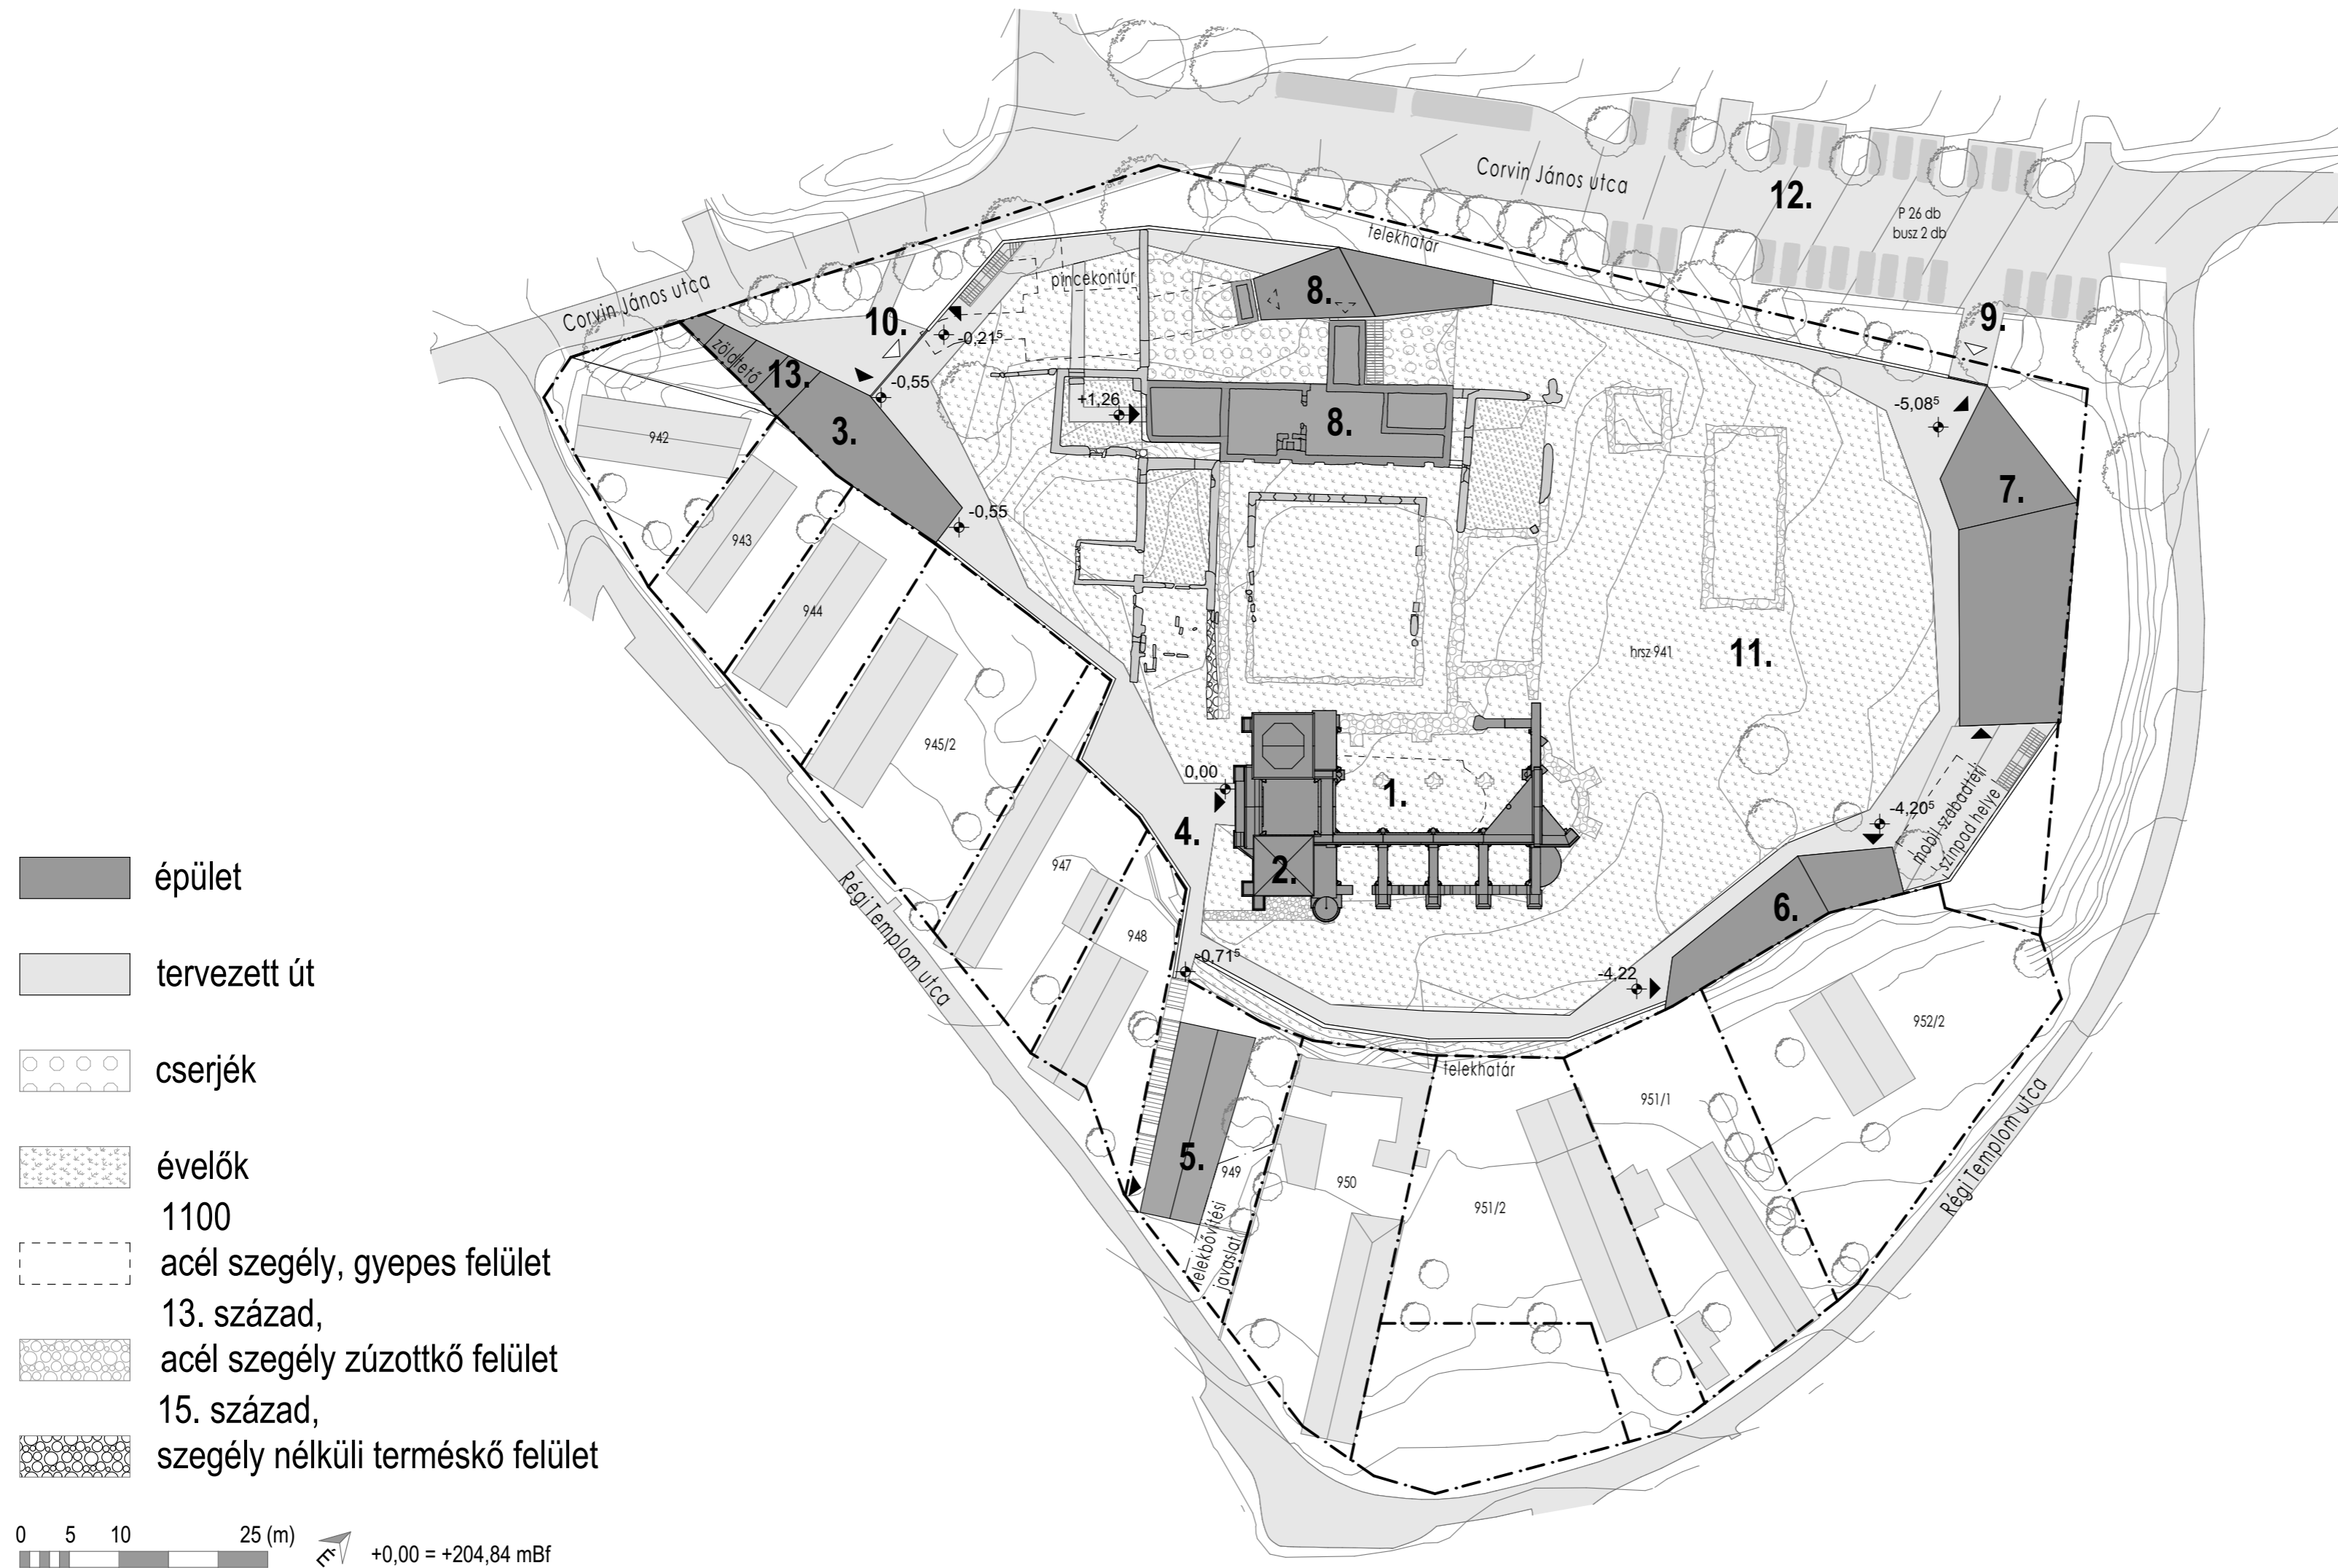 Corvin János utca
12.
P 26 db
busz 2 db
telekhatár
pincekontúr
8.
9.
Corvin János utca
10.
-0,21⁵
zöldtető
13.
-0,55
+1,26
8.
-5,08⁵
3.
942
7.
-0,55
943
944
hrsz 941
11.
945/2
0,00
1.
4.
-4,20⁵
mobil szabadtéri
színpad helye
2.
947
épület
6.
Régi Templom utca
948
-0,71⁵
-4,22
tervezett út
952/2
telekhatár
cserjék
951/1
5.
949
950
951/2
Régi Templom utca
évelők
1100
acél szegély, gyepes felület
telekbővítési
javaslat
13. század,
acél szegély zúzottkő felület
15. század,
szegély nélküli terméskő felület
0 5 10 25 (m)
É
+0,00 = +204,84 mBf